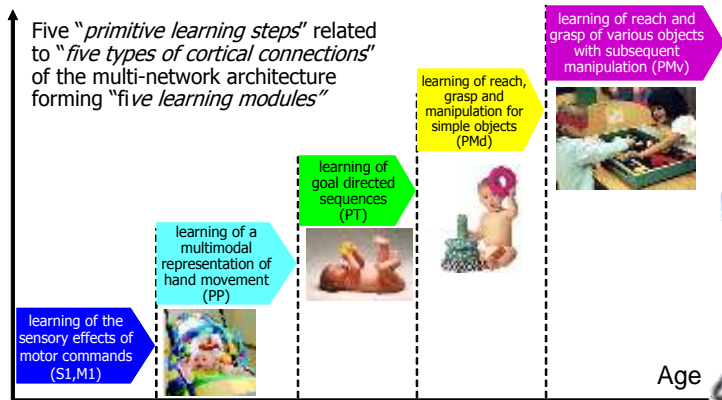 Five “primitive learning steps” related
to “five types of cortical connections”
of the multi-network architecture
forming “five learning modules”
learning of the
sensory effects of
motor commands
(S1,M1)
learning of a
multimodal
representation of
hand movement
(PP)
learning of
goal directed
sequences
(PT)
learning of reach,
grasp and
manipulation for
simple objects
(PMd)
learning of reach and
grasp of various objects
with subsequent
manipulation (PMv)
Age